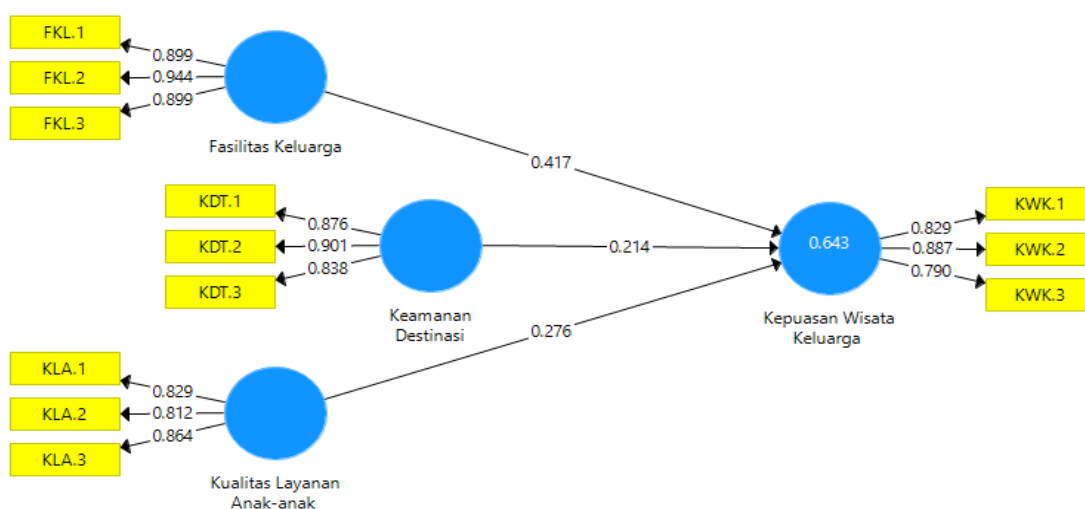 FKL.1
0.899
FKL.2
0.944
FKL.3
0.899
Fasilitas Keluarga
0.417
KDT.1
0.876
KDT.2
0.901
KDT.3
0.838
Keamanan
Destinasi
0.214
KLA.1
0.829
KLA.2
0.812
KLA.3
0.864
Kualitas Layanan
Anak-anak
0.276
0.643
Kepuasan Wisata
Keluarga
KWK.1
0.829
KWK.2
0.887
KWK.3
0.790